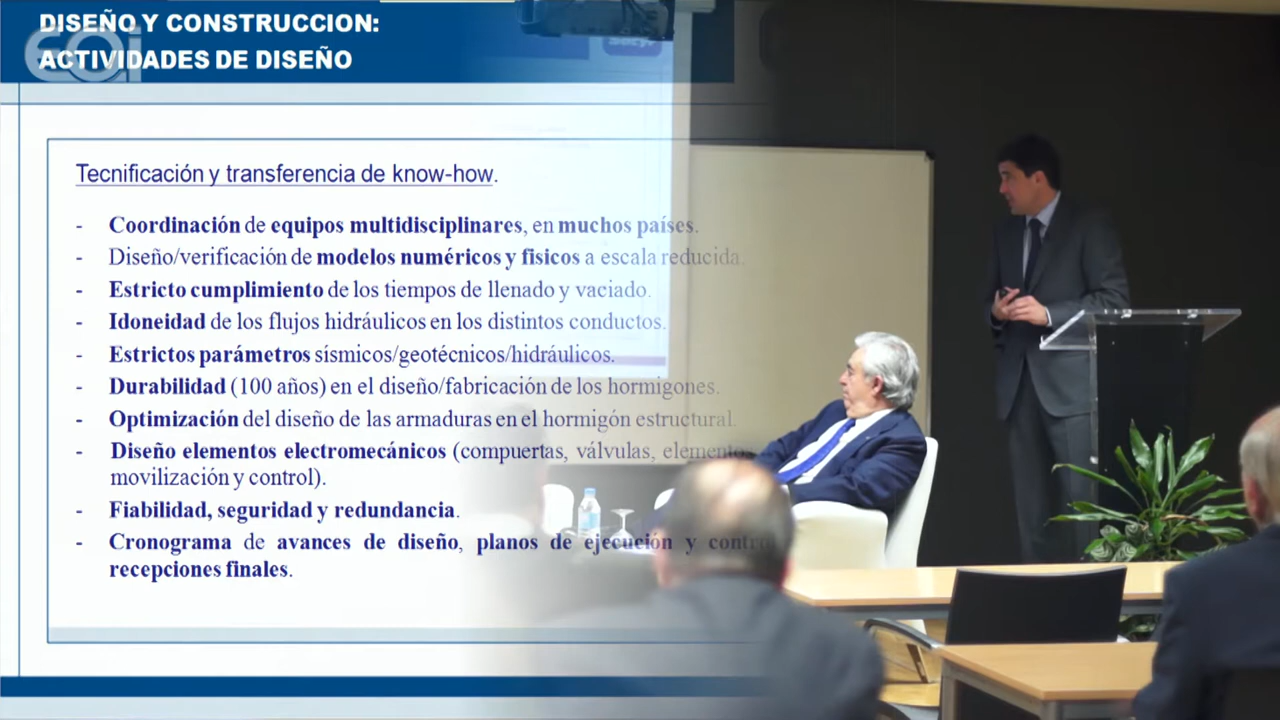 DISEÑO Y CONSTRUCCION:
ACTIVIDADES DE DISEÑO
eoi
Tecnificación y transferencia de know-how.
- Coordinación de equipos multidisciplinares, en muchos países.
- Diseño/verificación de modelos numéricos y fisicos a escala reducida.
- Estricto cumplimiento de los tiempos de llenado y vaciado.
- Idoneidad de los flujos hidráulicos en los distintos conductos.
- Estrictos parámetros sísmicos/geotécnicos/hidráulicos.
- Durabilidad (100 años) en el diseño/fabricación de los hormigones.
- Optimización del diseño de las armaduras en el hormigón estructural.
- Diseño elementos electromecánicos (compuertas, válvulas, elementos
movilización y control).
- Fiabilidad, seguridad y redundancia.
- Cronograma de avances de diseño, planos de ejecución y contro
recepciones finales.